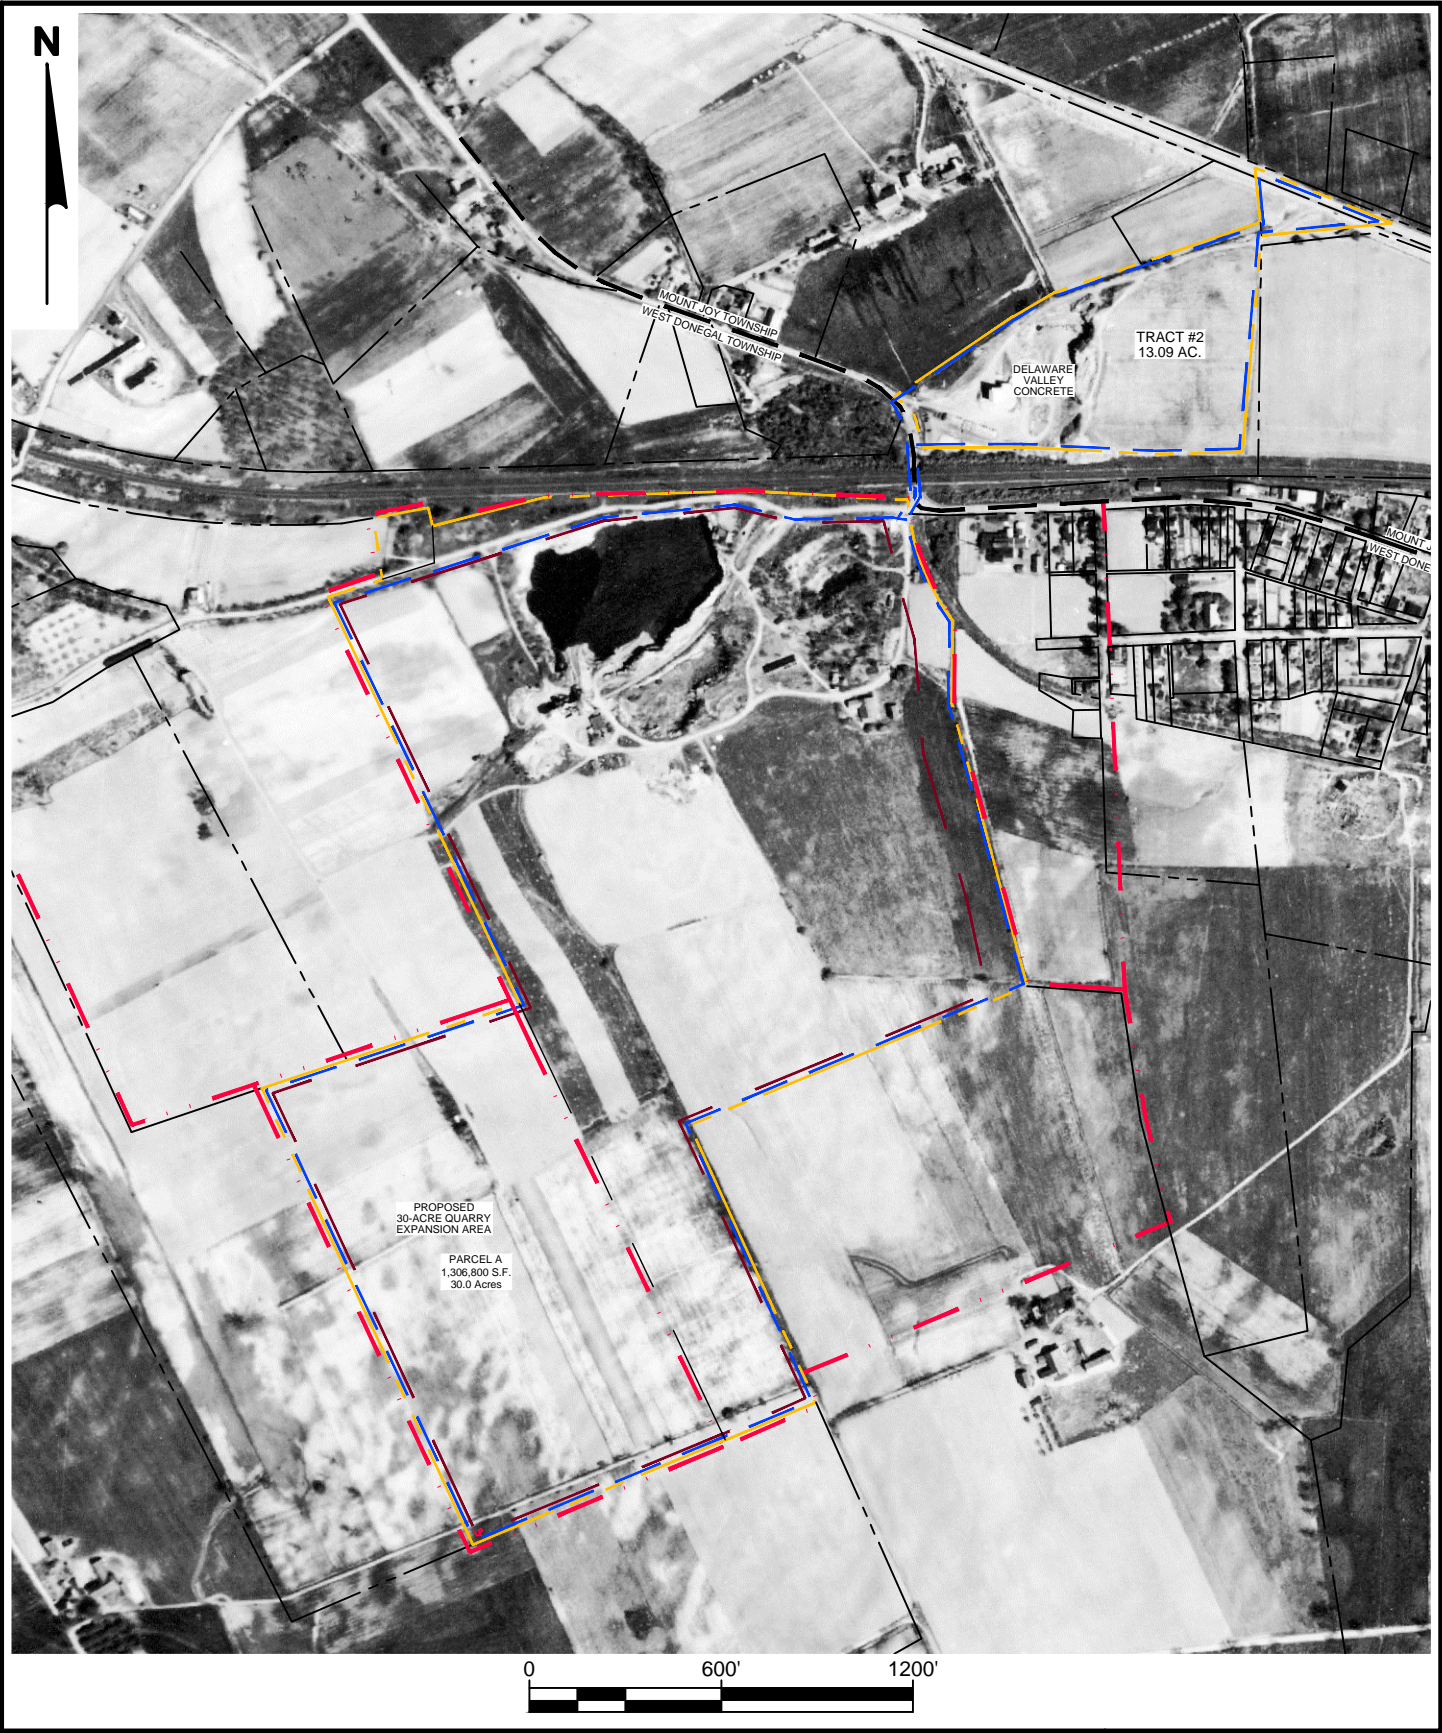 N
MOUNT JOY TOWNSHIP
WEST DONEGAL TOWNSHIP
TRACT #2
13.09 AC.
DELAWARE
VALLEY
CONCRETE
MOUNT J
WEST DONE
PROPOSED
30-ACRE QUARRY
EXPANSION AREA
PARCEL A
1,306,800 S.F.
30.0 Acres
0 600' 1200'